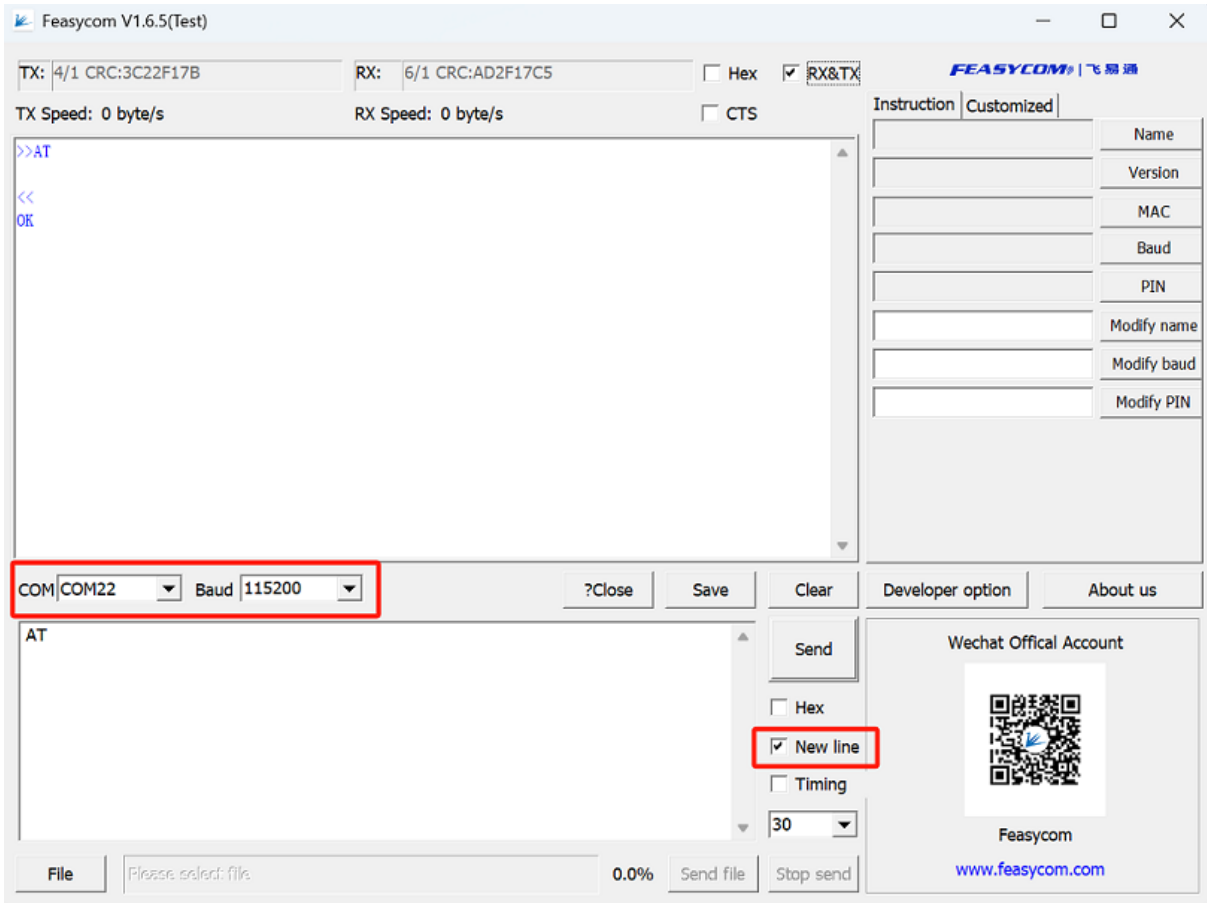 Feasycom V1.6.5(Test)
TX: 4/1 CRC:3C22F17B RX: 6/1 CRC:AD2F17C5 Hex RX&TX
FEASYCOM | 飞易通
TX Speed: 0 byte/s RX Speed: 0 byte/s CTS
Instruction Customized
>>AT
<<
OK
Name
Version
MAC
Baud
PIN
Modify name
Modify baud
Modify PIN
COM COM22 Baud 115200 ?Close Save Clear Developer option About us
AT
Send
Hex
New line
Timing
30
Wechat Offical Account
Feasycom
www.feasycom.com
File Please select file 0.0% Send file Stop send